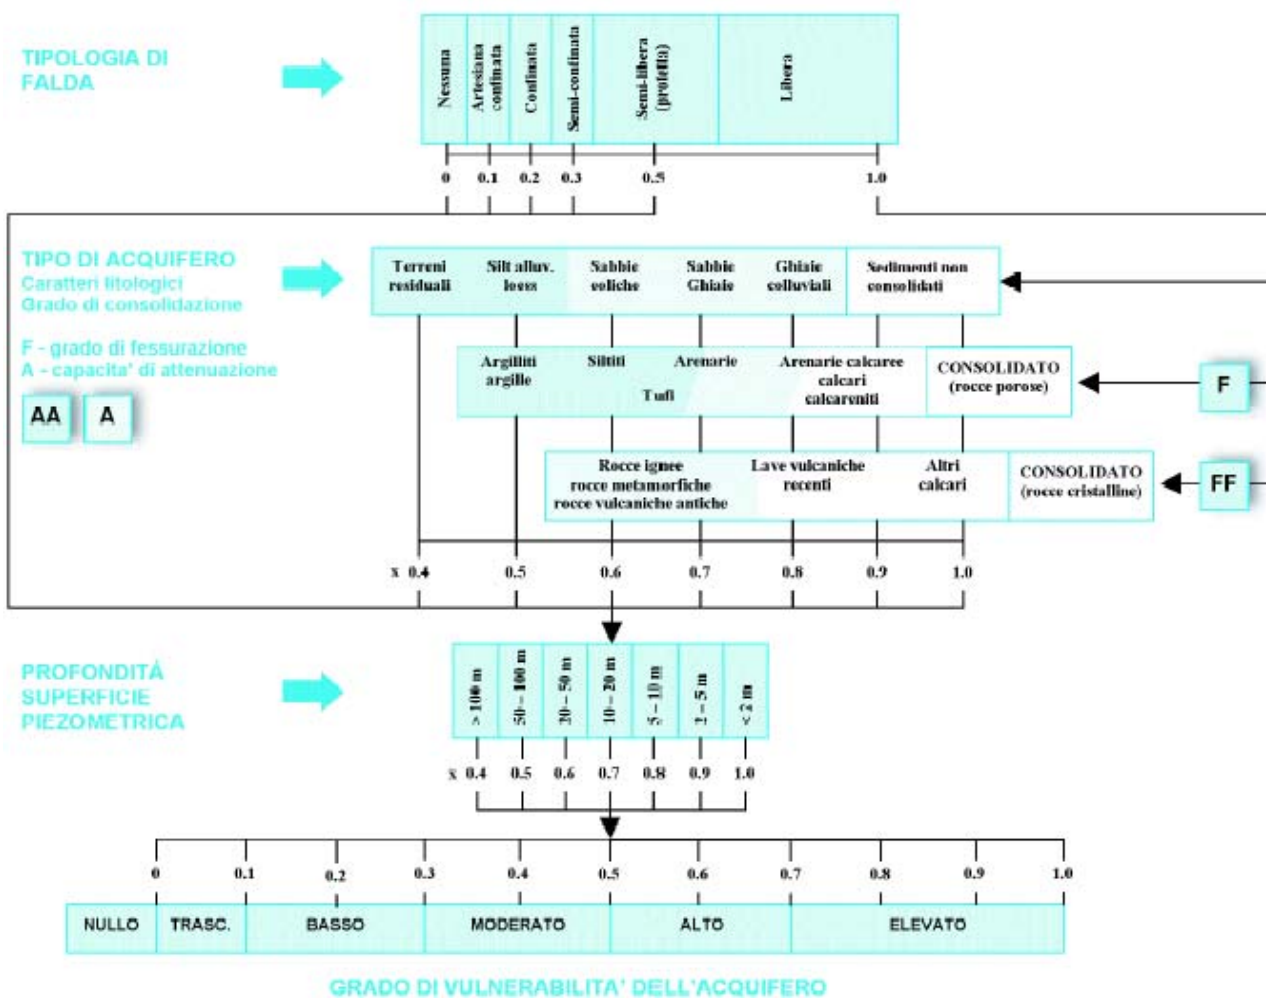 TIPOLOGIA DI
FALDA
Nessuna
Artesiana
confinata
Confinata
Semi-confinata
Semi-libera
(protetta)
Libera
0 0.1 0.2 0.3 0.5 1.0
TIPO DI ACQUIFERO
Caratteri litologici
Grado di consolidazione
F - grado di fessurazione
A - capacita' di attenuazione
AA A
Terreni
residuali
Silt alluv.
loess
Sabbie
eoliche
Sabbie
Ghiaie
Ghiaie
colluviali
Sedimenti non
consolidati
Argilliti
argille
Siltiti
Tufi
Arenarie
Arenarie calcaree
calcari
calcareniti
CONSOLIDATO
(rocce porose)
F
Rocce ignee
rocce metamorfiche
rocce vulcaniche antiche
Lave vulcaniche
recenti
Altri
calcari
CONSOLIDATO
(rocce cristalline)
FF
x 0.4 0.5 0.6 0.7 0.8 0.9 1.0
PROFONDITÀ
SUPERFICIE
PIEZOMETRICA
> 100 m
50 – 100 m
20 – 50 m
10 – 20 m
5 – 10 m
2 – 5 m
< 2 m
x 0.4 0.5 0.6 0.7 0.8 0.9 1.0
0 0.1 0.2 0.3 0.4 0.5 0.6 0.7 0.8 0.9 1.0
NULLO TRASC. BASSO MODERATO ALTO ELEVATO
GRADO DI VULNERABILITA' DELL'ACQUIFERO